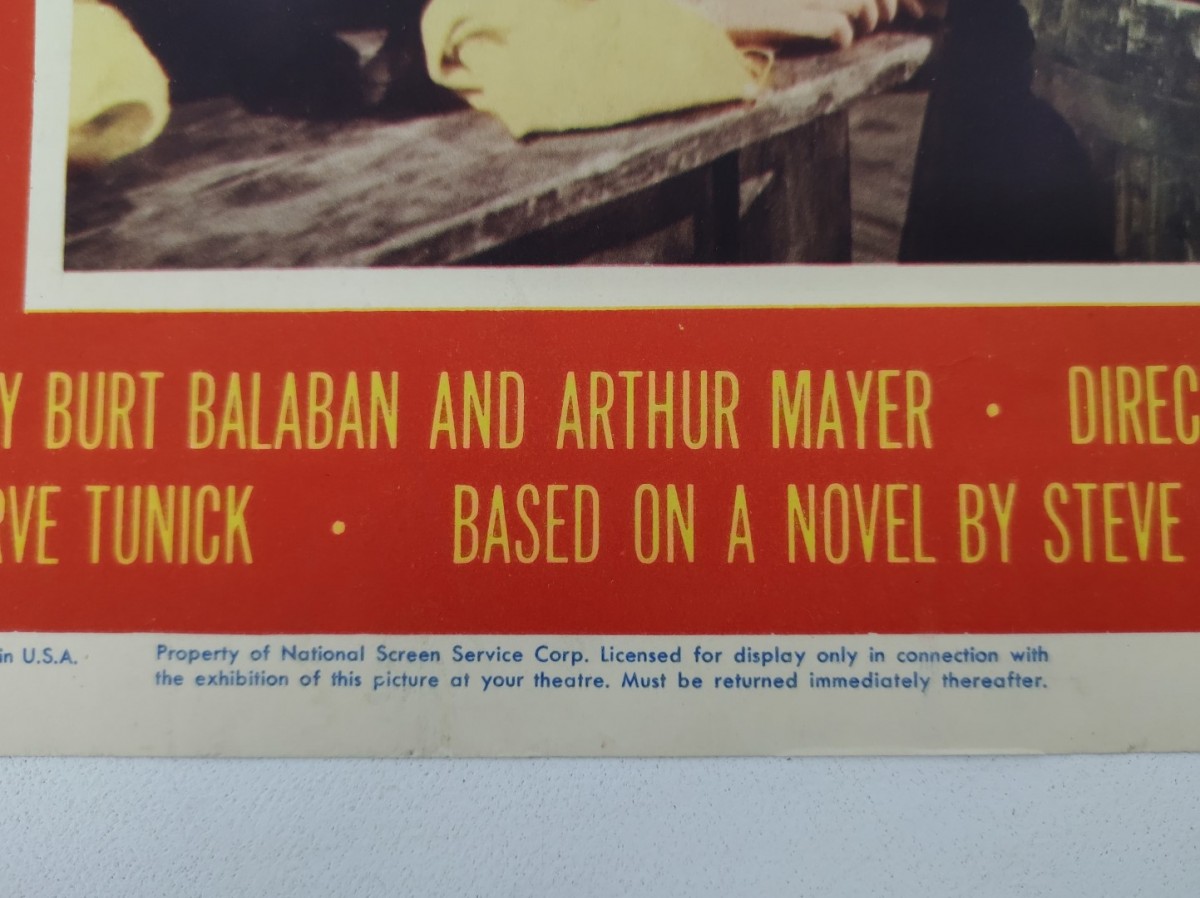 Y BURT BALABAN AND ARTHUR MAYER · DIREC
RVE TUNICK · BASED ON A NOVEL BY STEVE
in U.S.A. Property of National Screen Service Corp. Licensed for display only in connection with
the exhibition of this picture at your theatre. Must be returned immediately thereafter.